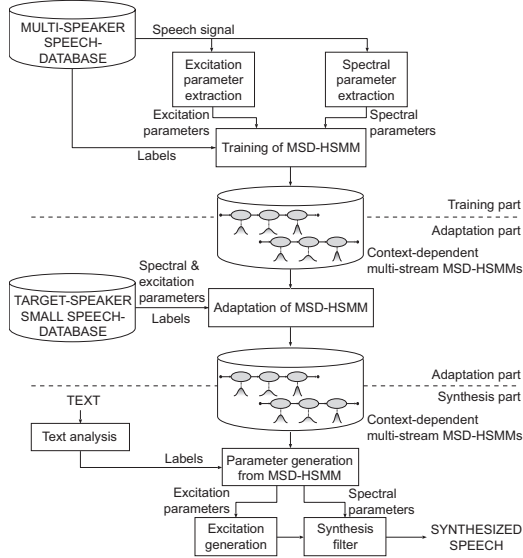 MULTI-SPEAKER
SPEECH-
DATABASE
Speech signal
Excitation
parameter
extraction
Spectral
parameter
extraction
Excitation
parameters
Spectral
parameters
Labels
Training of MSD-HSMM
Training part
Adaptation part
Context-dependent
multi-stream MSD-HSMMs
Spectral &
excitation
parameters
TARGET-SPEAKER
SMALL SPEECH-
DATABASE
Labels
Adaptation of MSD-HSMM
Adaptation part
Synthesis part
TEXT
Context-dependent
multi-stream MSD-HSMMs
Text analysis
Labels
Parameter generation
from MSD-HSMM
Excitation
parameters
Spectral
parameters
Excitation
generation
Synthesis
filter
SYNTHESIZED
SPEECH